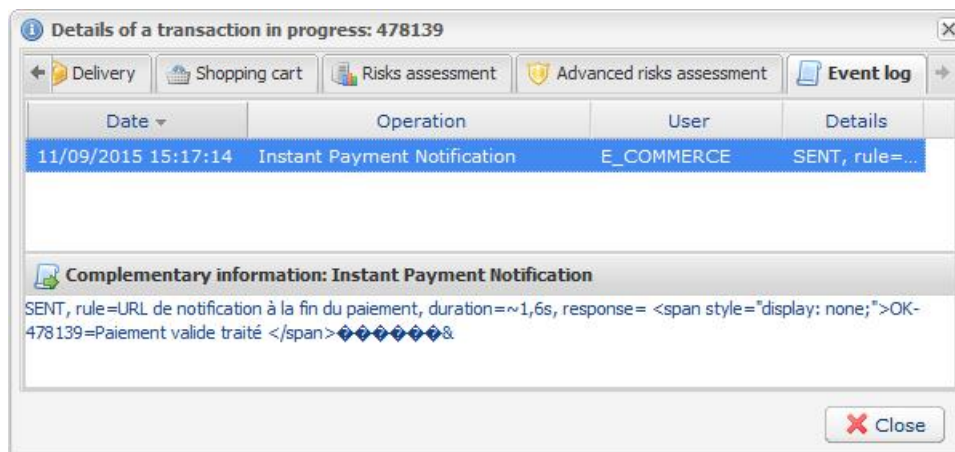 Details of a transaction in progress: 478139
Delivery Shopping cart Risks assessment Advanced risks assessment Event log
Date Operation User Details
11/09/2015 15:17:14 Instant Payment Notification E_COMMERCE SENT, rule=...
Complementary information: Instant Payment Notification
SENT, rule=URL de notification à la fin du paiement, duration=~1,6s, response= <span style="display: none;">OK-
478139=Paiement valide traité </span>������&
Close